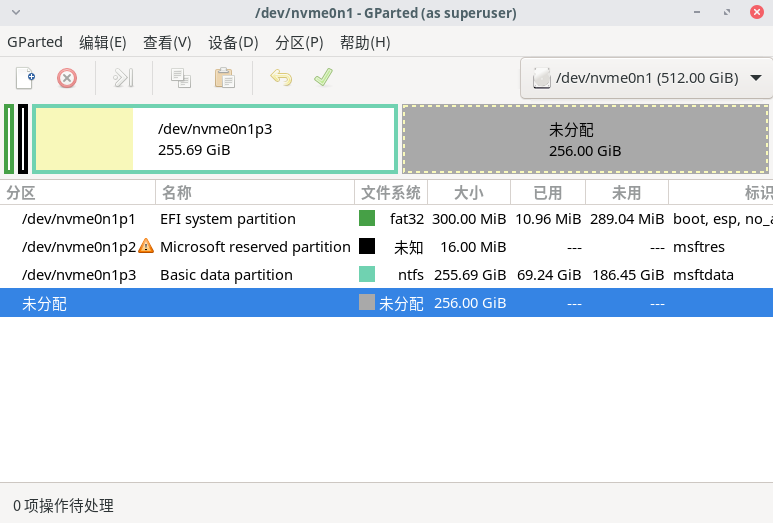 /dev/nvme0n1 - GParted (as superuser)
GParted 编辑(E) 查看(V) 设备(D) 分区(P) 帮助(H)
/dev/nvme0n1 (512.00 GiB)
/dev/nvme0n1p3
255.69 GiB
未分配
256.00 GiB
分区 名称 文件系统 大小 已用 未用 标识
/dev/nvme0n1p1 EFI system partition fat32 300.00 MiB 10.96 MiB 289.04 MiB boot, esp, no_a
/dev/nvme0n1p2 Microsoft reserved partition 未知 16.00 MiB --- --- msftres
/dev/nvme0n1p3 Basic data partition ntfs 255.69 GiB 69.24 GiB 186.45 GiB msftdata
未分配 未分配 256.00 GiB --- ---
0 项操作待处理